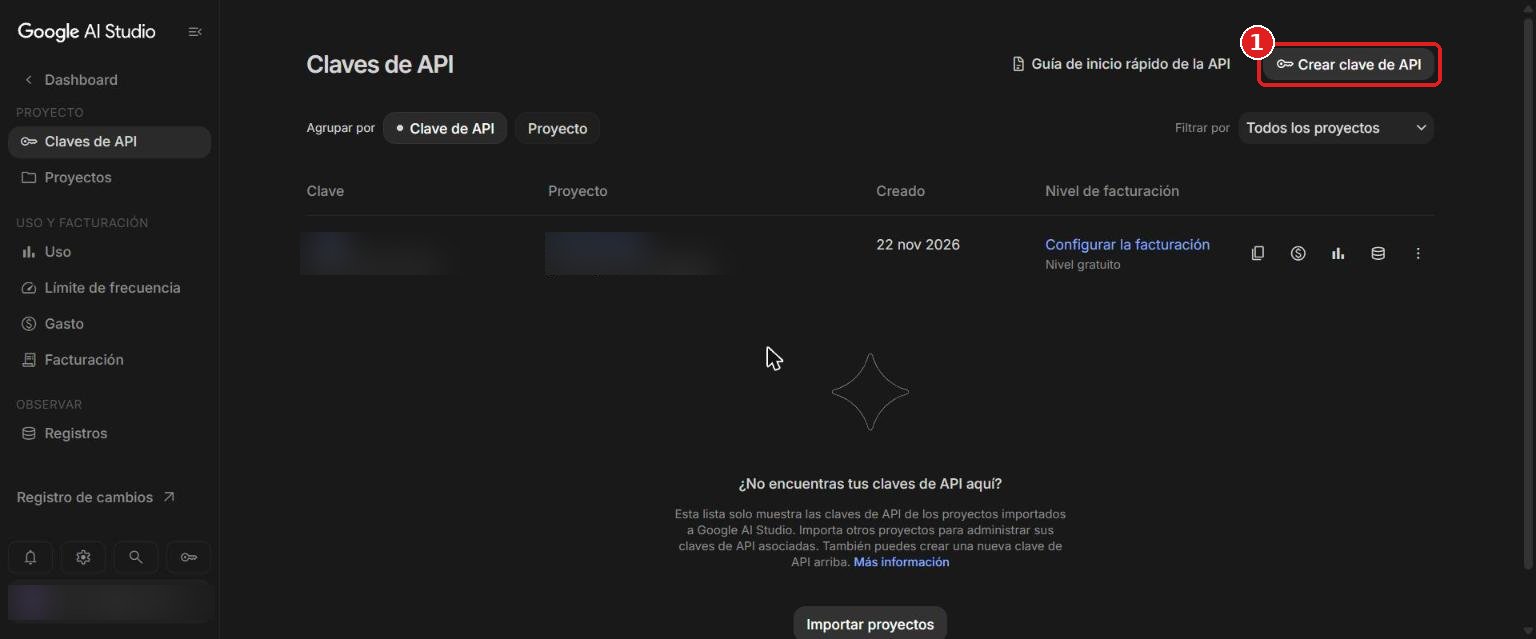 Google AI Studio
Dashboard
PROYECTO
Claves de API
Proyectos
USO Y FACTURACIÓN
Uso
Límite de frecuencia
Gasto
Facturación
OBSERVAR
Registros
Registro de cambios
Claves de API
Guía de inicio rápido de la API
1
Crear clave de API
Agrupar por
Clave de API
Proyecto
Filtrar por
Todos los proyectos
Clave
Proyecto
Creado
Nivel de facturación
22 nov 2026
Configurar la facturación
Nivel gratuito
¿No encuentras tus claves de API aquí?
Esta lista solo muestra las claves de API de los proyectos importados
a Google AI Studio. Importa otros proyectos para administrar sus
claves de API asociadas. También puedes crear una nueva clave de
API arriba. Más información
Importar proyectos